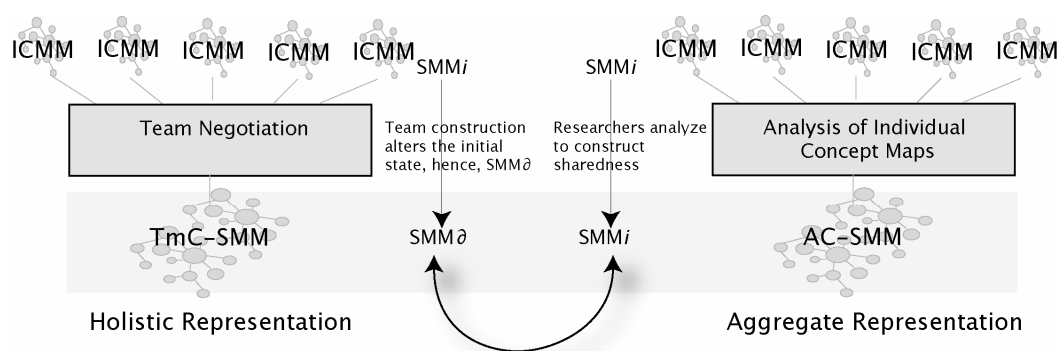 ICMM ICMM ICMM ICMM ICMM
SMMi
SMMi
ICMM ICMM ICMM ICMM ICMM
Team Negotiation
Team construction
alters the initial
state, hence, SMM∂
Researchers analyze
to construct
sharedness
Analysis of Individual
Concept Maps
TmC-SMM
SMM∂
SMMi
AC-SMM
Holistic Representation
Aggregate Representation